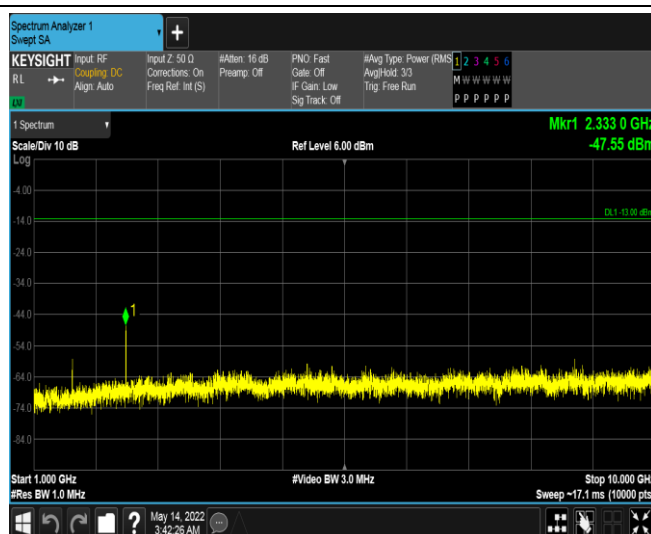 Spectrum Analyzer 1
Swept SA
+
KEYSIGHT
RL
LXI
Input: RF
Coupling: DC
Align: Auto
Input Z: 50 Ω
Corrections: On
Freq Ref: Int (S)
#Atten: 16 dB
Preamp: Off
PNO: Fast
Gate: Off
IF Gain: Low
Sig Track: Off
#Avg Type: Power (RMS
Avg|Hold: 3/3
Trig: Free Run
1 2 3 4 5 6
M W W W W W
P P P P P P
1 Spectrum
Mkr1 2.333 0 GHz
Scale/Div 10 dB
Ref Level 6.00 dBm
-47.55 dBm
Log
-4.00
DL1 -13.00 dBm
-14.0
-24.0
-34.0
-44.0
1
-54.0
-64.0
-74.0
-84.0
Start 1.000 GHz
#Video BW 3.0 MHz
Stop 10.000 GHz
#Res BW 1.0 MHz
Sweep ~17.1 ms (10000 pts
?
May 14, 2022
3:42:26 AM